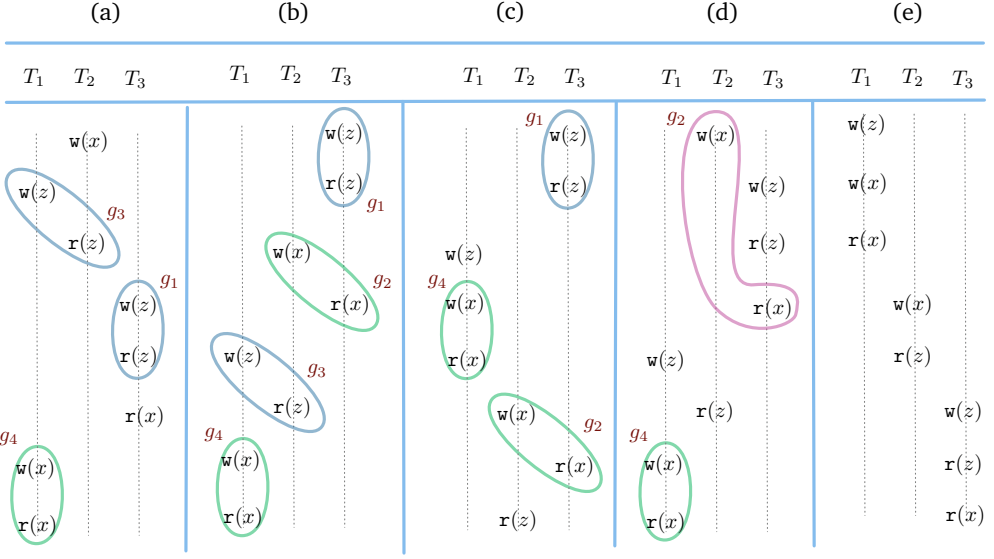 (a) (b) (c) (d) (e)
T1 T2 T3 T1 T2 T3 T1 T2 T3 T1 T2 T3 T1 T2 T3
w(x)
w(z)
g3
r(z)
g1
w(z)
r(z)
r(x)
g4
w(x)
r(x)
w(z)
r(z)
g1
w(x)
g2
r(x)
w(z)
g3
r(z)
g4
w(x)
r(x)
g1
w(z)
r(z)
w(z)
g4
w(x)
r(x)
w(x)
g2
r(x)
r(z)
g2
w(x)
w(z)
r(z)
r(x)
w(z)
r(z)
g4
w(x)
r(x)
w(z)
w(x)
r(x)
w(x)
r(z)
w(z)
r(z)
r(x)